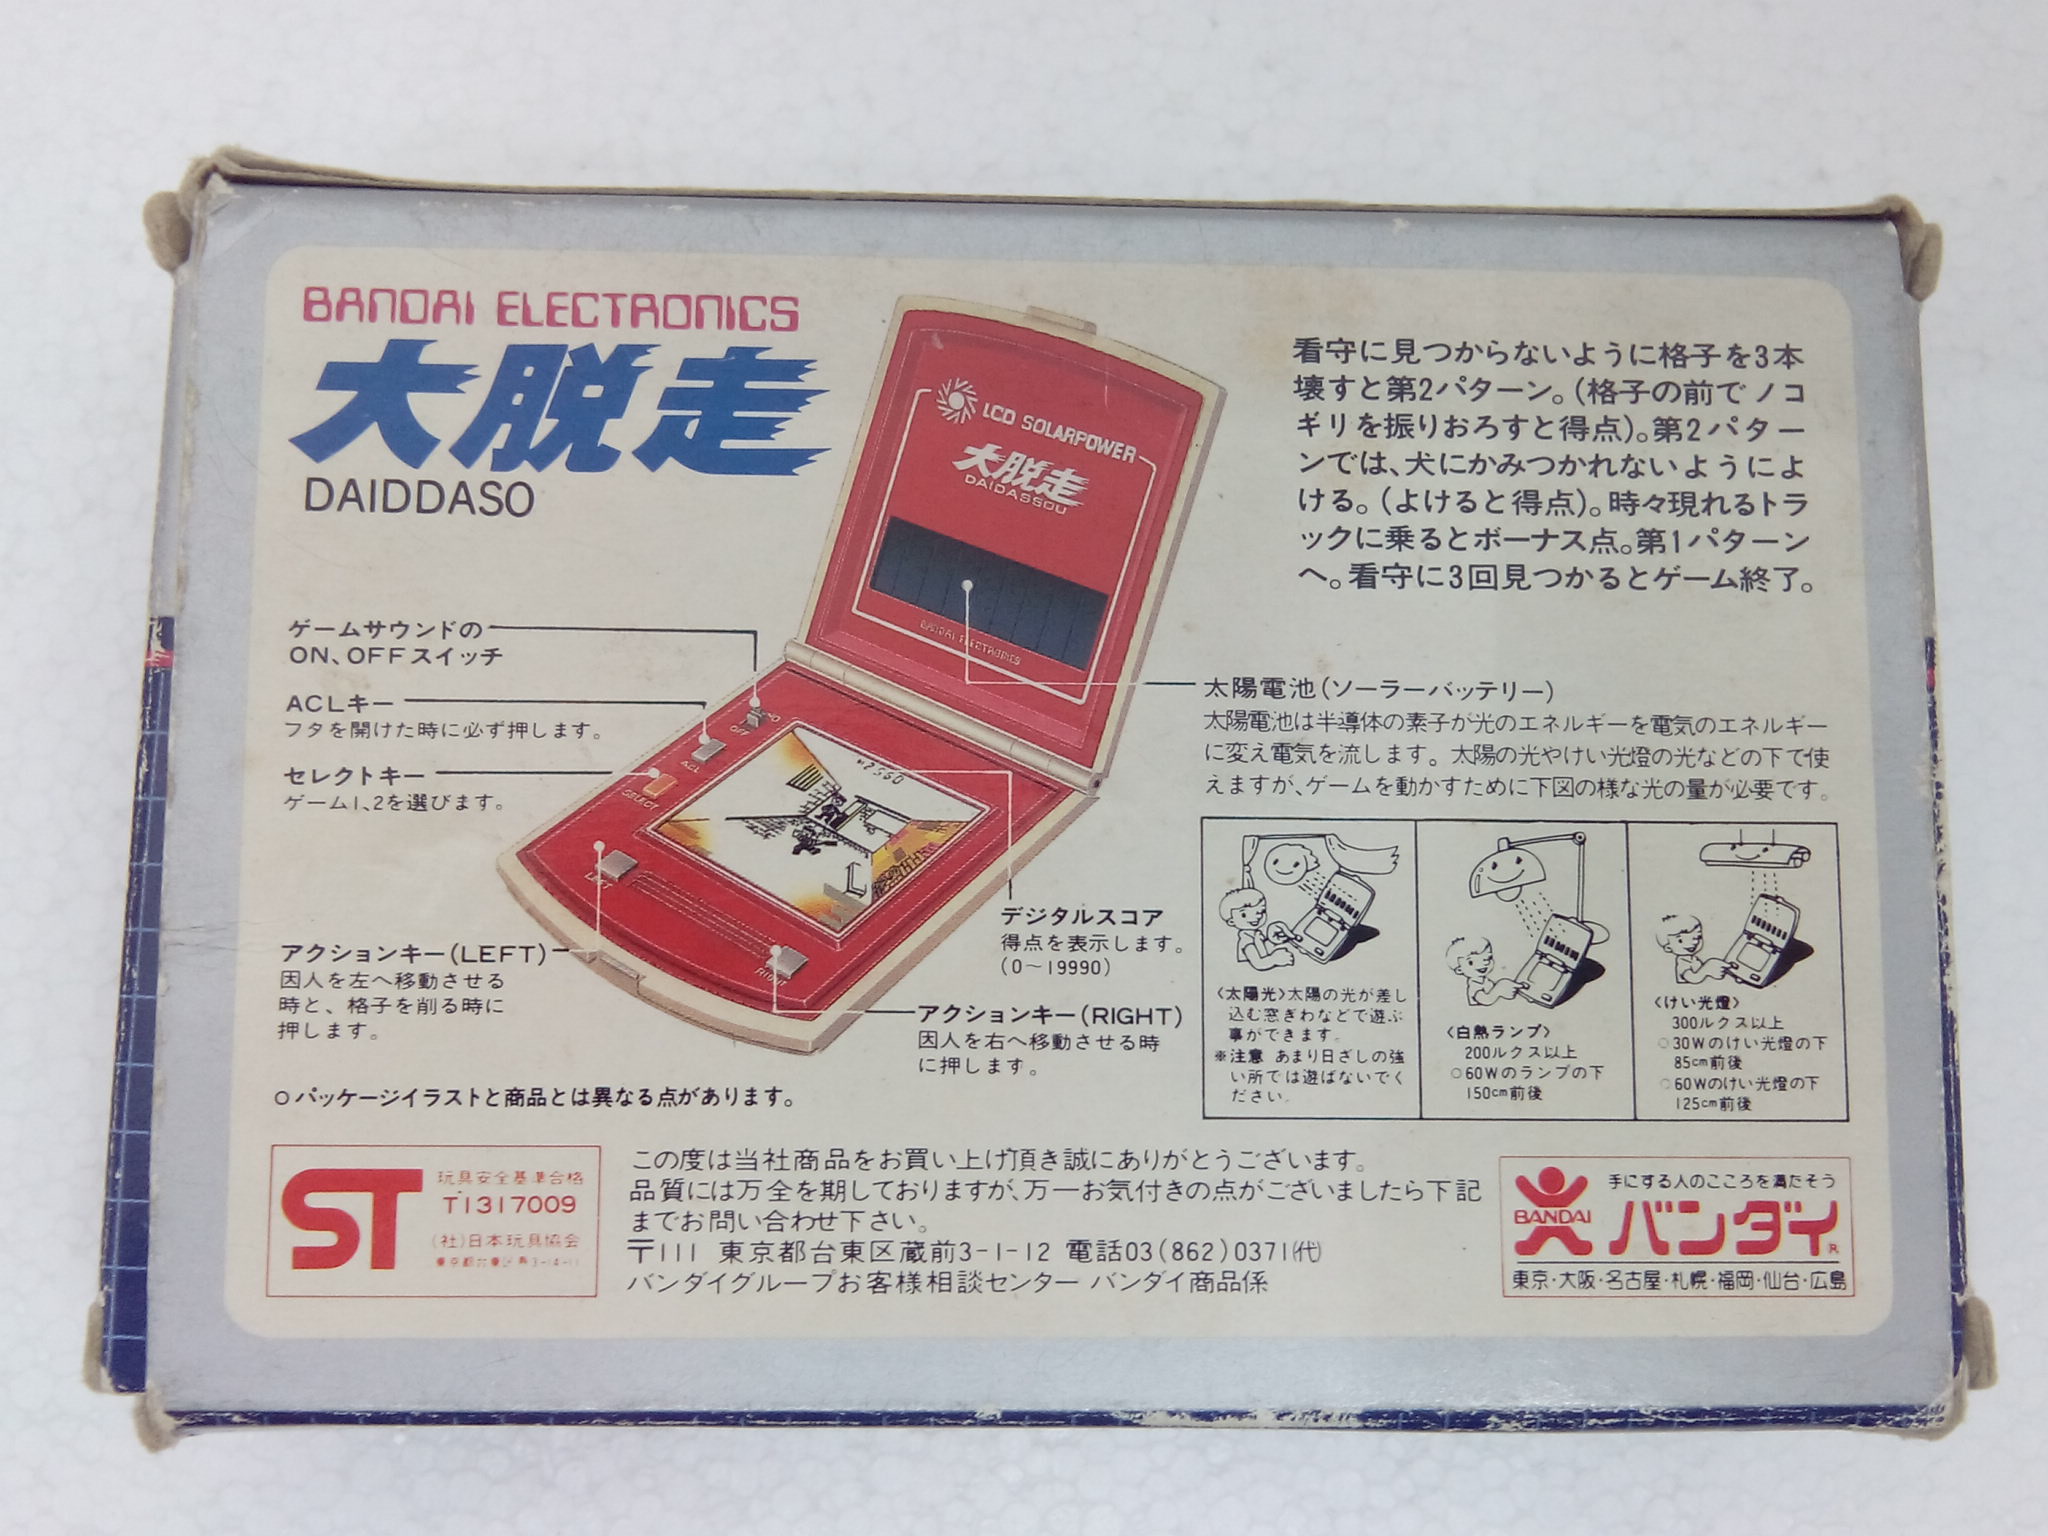 BANDAI ELECTRONICS
大脱走
DAIDDASO
LCD SOLARPOWER
大脱走
DAIDASSOU
BANDAI ELECTRONICS
看守に見つからないように格子を3本
壊すと第2パターン。(格子の前でノコ
ギリを振りおろすと得点)。第2パター
ンでは、犬にかみつかれないようによ
ける。(よけると得点)。時々現れるトラ
ックに乗るとボーナス点。第1パターン
へ。看守に3回見つかるとゲーム終了。
ゲームサウンドの
ON、OFFスイッチ
ACLキー
フタを開けた時に必ず押します。
セレクトキー
ゲーム1、2を選びます。
アクションキー(LEFT)
因人を左へ移動させる
時と、格子を削る時に
押します。
OFF
ACL
SELECT
LEFT
RIGHT
2560
デジタルスコア
得点を表示します。
(0〜19990)
アクションキー(RIGHT)
因人を右へ移動させる時
に押します。
太陽電池(ソーラーバッテリー)
太陽電池は半導体の素子が光のエネルギーを電気のエネルギー
に変え電気を流します。太陽の光やけい光燈の光などの下で使
えますが、ゲームを動かすために下図の様な光の量が必要です。
〈太陽光〉太陽の光が差し
込む窓ぎわなどで遊ぶ
事ができます。
※注意 あまり日ざしの強
い所では遊ばないでく
ださい。
〈白熱ランプ〉
200ルクス以上
○60Wのランプの下
150cm前後
〈けい光燈〉
300ルクス以上
○30Wのけい光燈の下
85cm前後
○60Wのけい光燈の下
125cm前後
○パッケージイラストと商品とは異なる点があります。
ST
玩具安全基準合格
T1317009
(社)日本玩具協会
東京都台東区寿3-14-11
この度は当社商品をお買い上げ頂き誠にありがとうございます。
品質には万全を期しておりますが、万一お気付きの点がございましたら下記
までお問い合わせ下さい。
〒111 東京都台東区蔵前3-1-12 電話03(862)0371㈹
バンダイグループお客様相談センター バンダイ商品係
手にする人のこころを満たそう
BANDAI
バンダイ®
東京・大阪・名古屋・札幌・福岡・仙台・広島